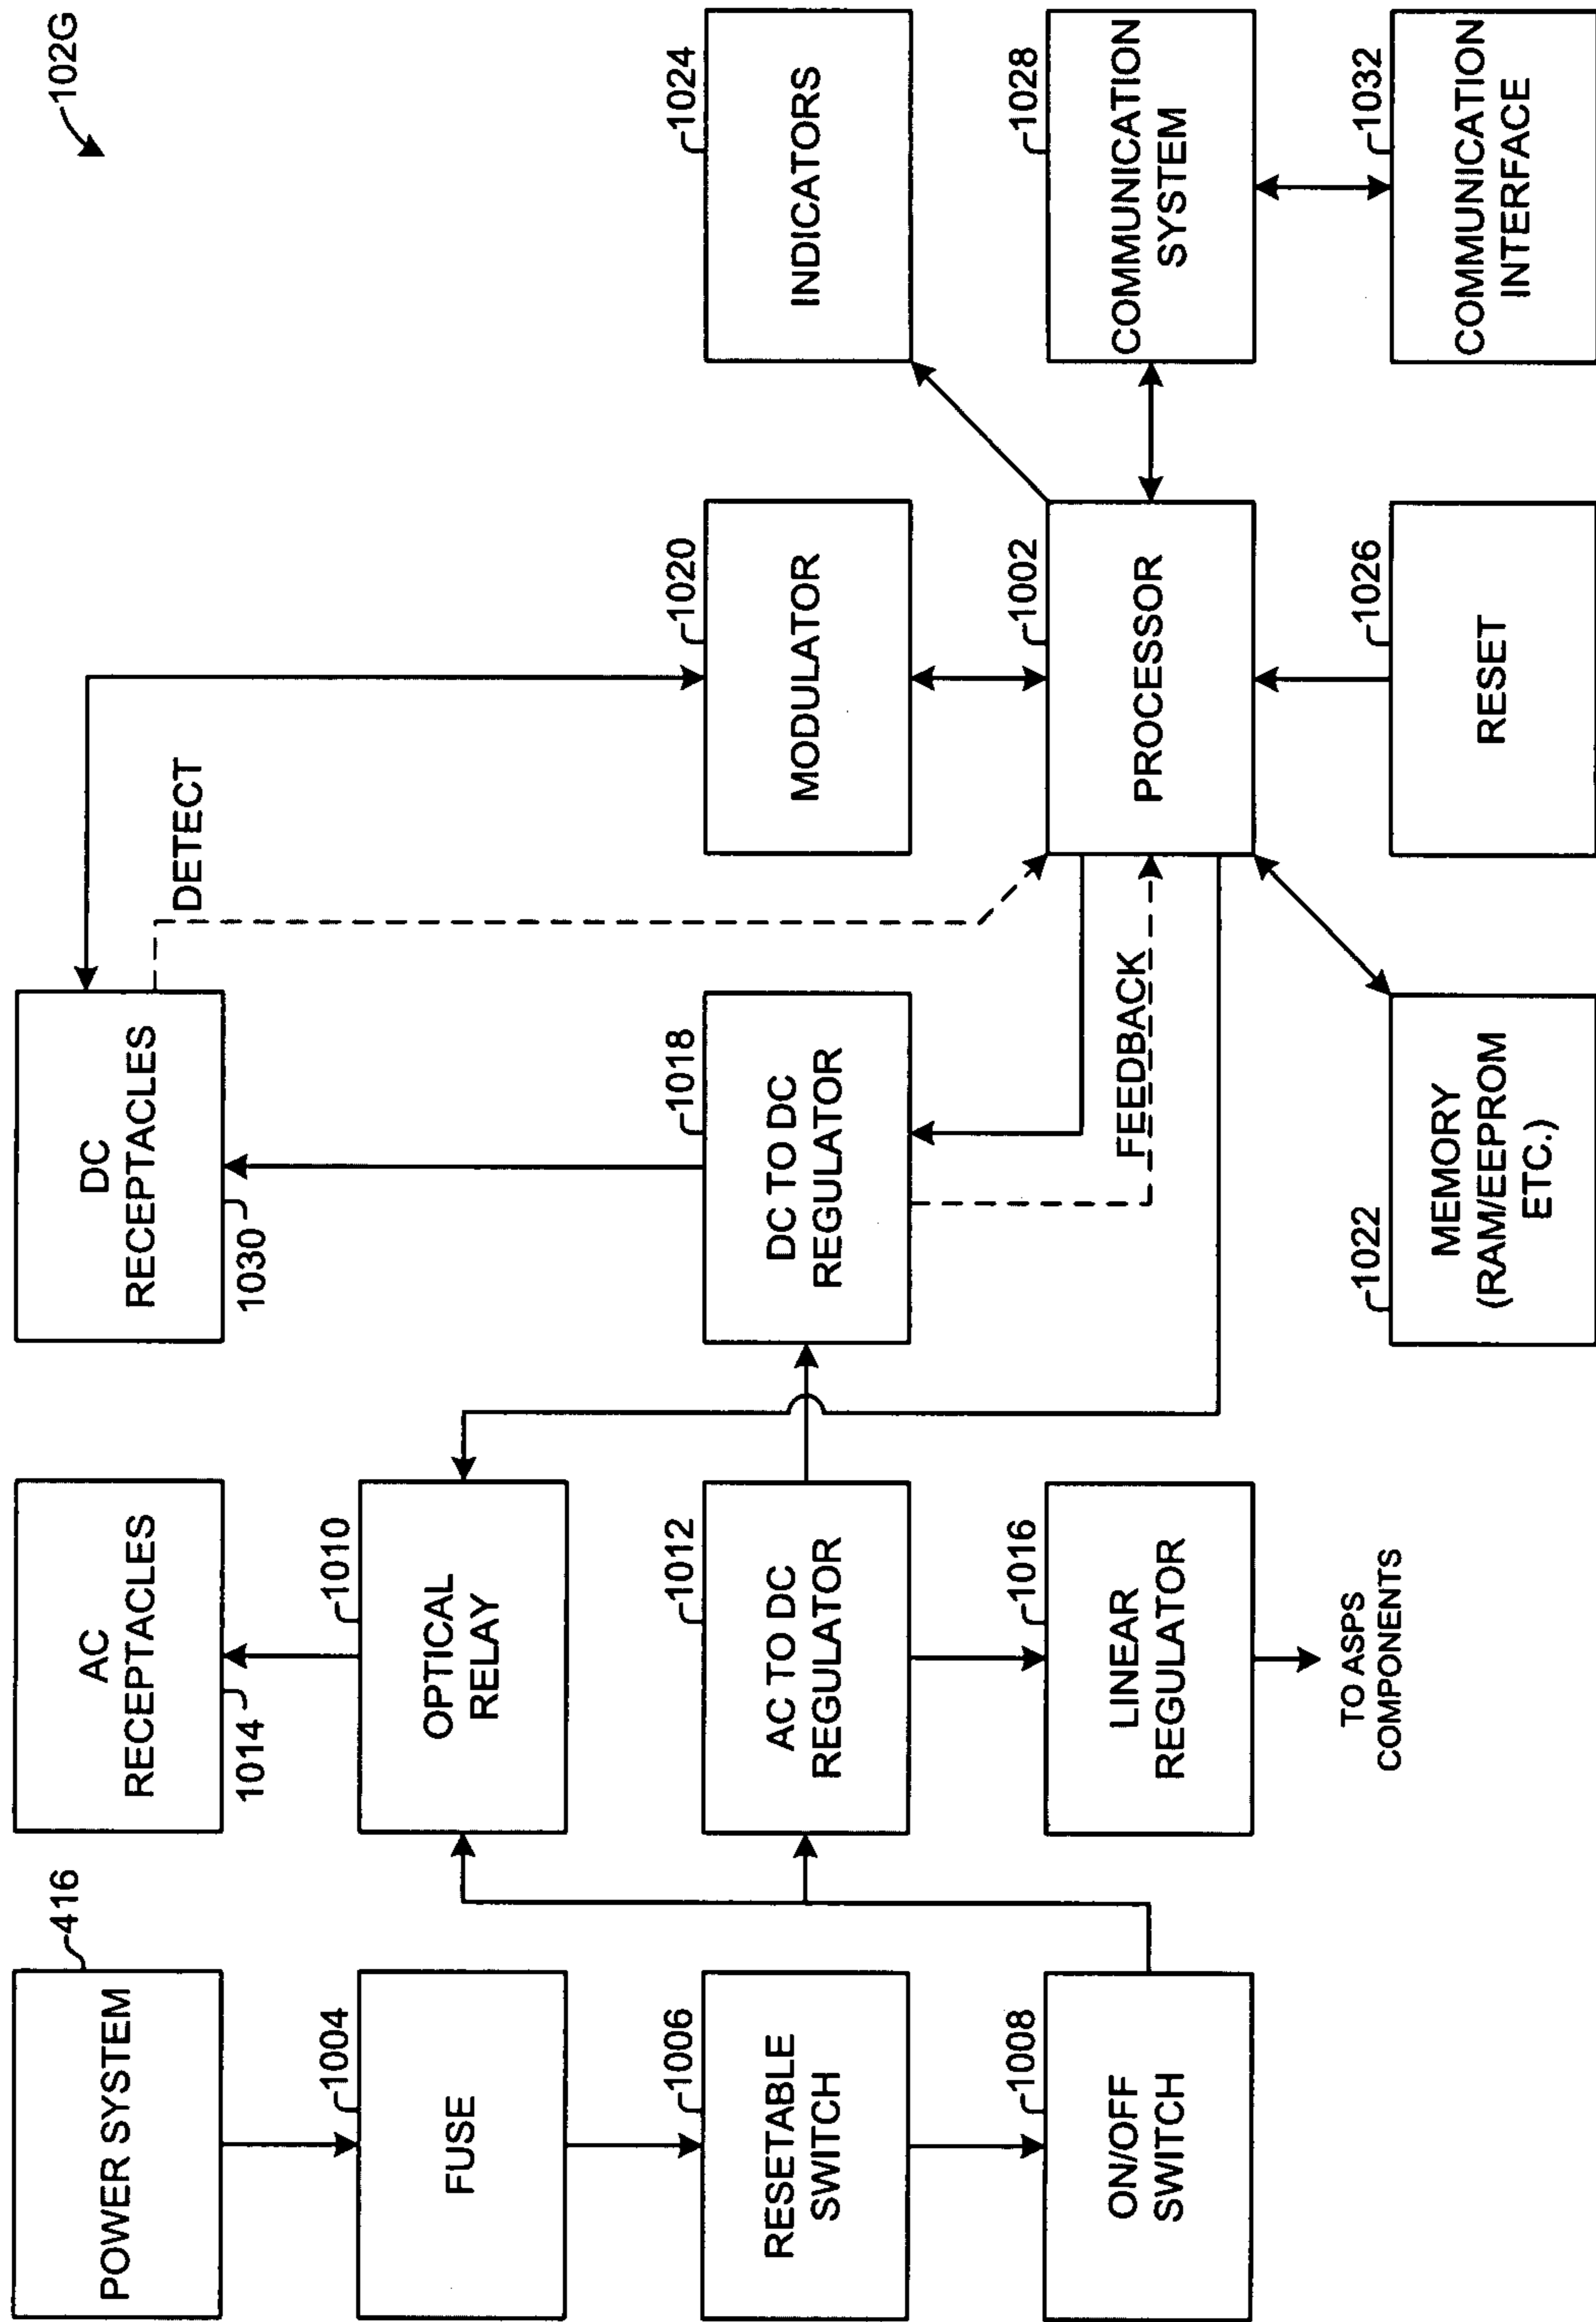 102G
POWER SYSTEM
416
FUSE
1004
RESETABLE
SWITCH
1006
ON/OFF
SWITCH
1008
AC
RECEPTACLES
1014
OPTICAL
RELAY
1010
AC TO DC
REGULATOR
1012
LINEAR
REGULATOR
1016
TO ASPS
COMPONENTS
DC
RECEPTACLES
1030
DETECT
DC TO DC
REGULATOR
1018
FEEDBACK
MEMORY
(RAM/EEPROM
ETC.)
1022
MODULATOR
1020
PROCESSOR
1002
RESET
1026
INDICATORS
1024
COMMUNICATION
SYSTEM
1028
COMMUNICATION
INTERFACE
1032